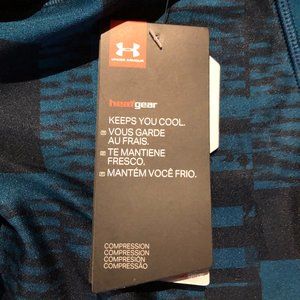 UNDER ARMOUR
heatgear
KEEPS YOU COOL.
VOUS GARDE
AU FRAIS.
TE MANTIENE
FRESCO.
MANTÉM VOCÊ FRIO.
COMPRESSION
COMPRESSION
COMPRESIÓN
COMPRESSÃO